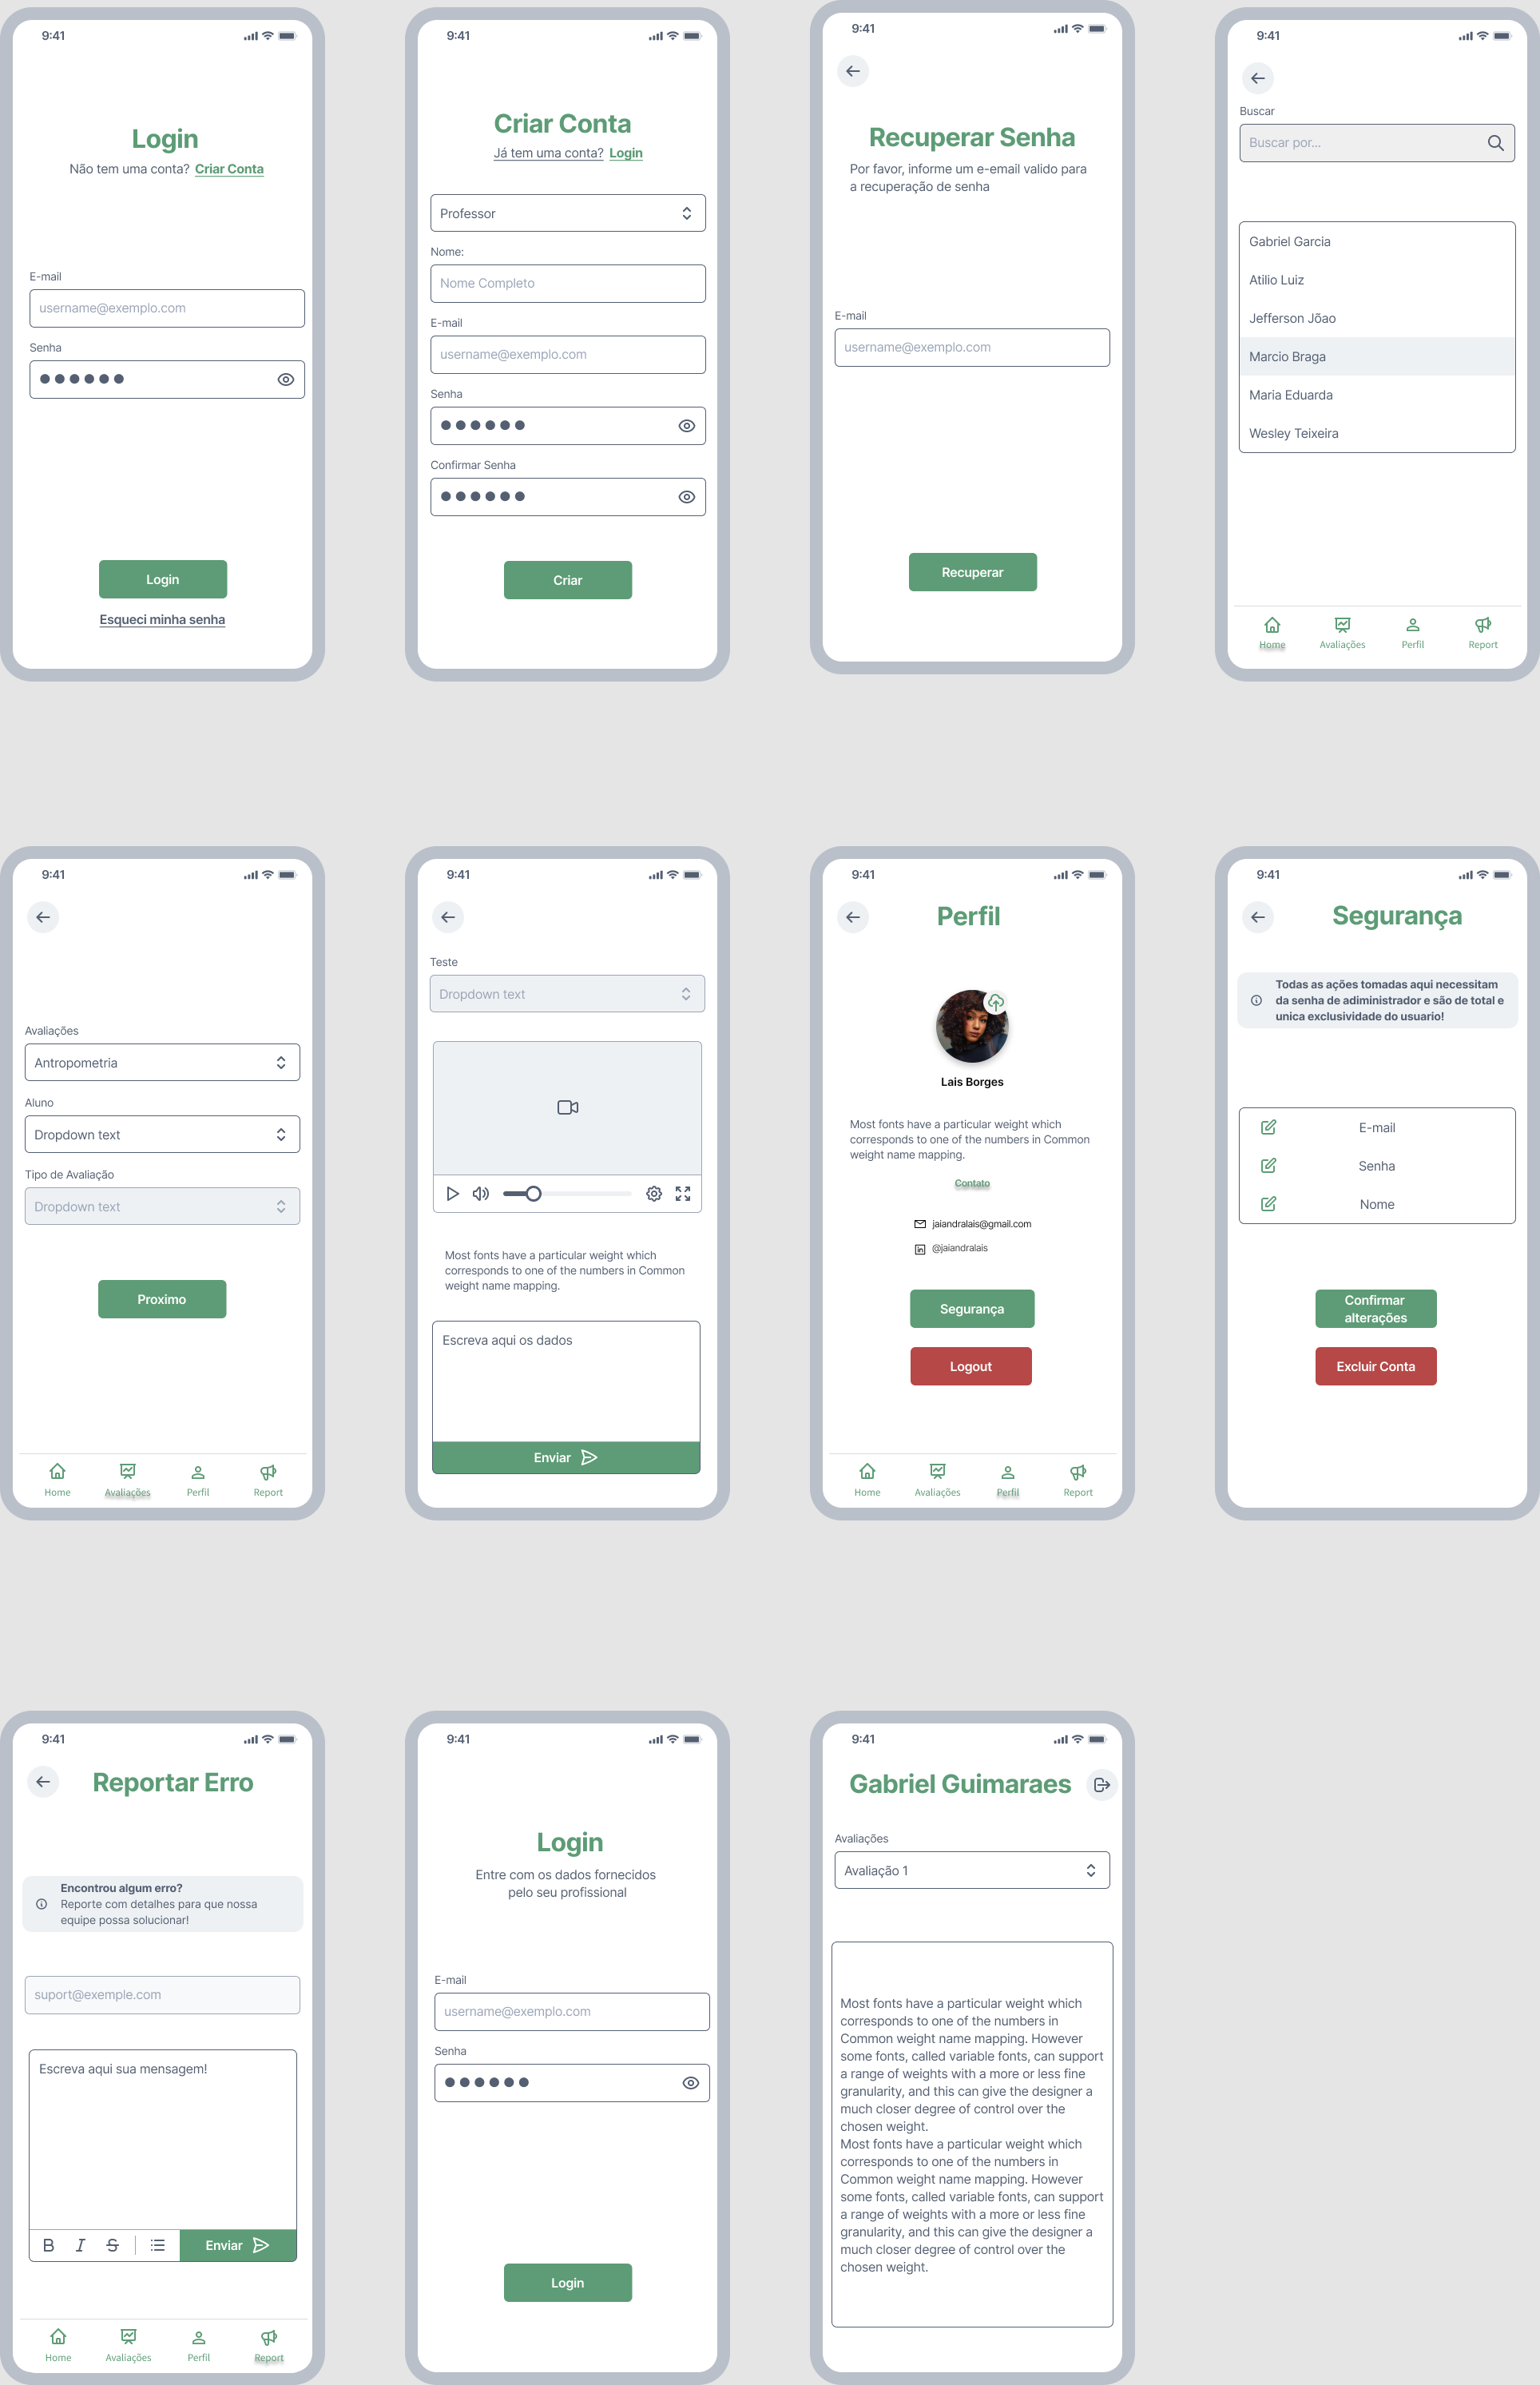 9:41
Login
Não tem uma conta? Criar Conta
E-mail
username@exemplo.com
Senha
Login
Esqueci minha senha
9:41
Criar Conta
Já tem uma conta? Login
Professor
Nome:
Nome Completo
E-mail
username@exemplo.com
Senha
Confirmar Senha
Criar
9:41
Recuperar Senha
Por favor, informe um e-email valido para
a recuperação de senha
E-mail
username@exemplo.com
Recuperar
9:41
Buscar
Buscar por...
Gabriel Garcia
Atilio Luiz
Jefferson Jõao
Marcio Braga
Maria Eduarda
Wesley Teixeira
Home Avaliações Perfil Report
9:41
Avaliações
Antropometria
Aluno
Dropdown text
Tipo de Avaliação
Dropdown text
Proximo
Home Avaliações Perfil Report
9:41
Teste
Dropdown text
Most fonts have a particular weight which
corresponds to one of the numbers in Common
weight name mapping.
Escreva aqui os dados
Enviar
9:41
Perfil
Lais Borges
Most fonts have a particular weight which
corresponds to one of the numbers in Common
weight name mapping.
Contato
jaiandralais@gmail.com
@jaiandralais
Segurança
Logout
Home Avaliações Perfil Report
9:41
Segurança
Todas as ações tomadas aqui necessitam
da senha de adiministrador e são de total e
unica exclusividade do usuario!
E-mail
Senha
Nome
Confirmar
alterações
Excluir Conta
9:41
Reportar Erro
Encontrou algum erro?
Reporte com detalhes para que nossa
equipe possa solucionar!
suport@exemple.com
Escreva aqui sua mensagem!
B I S Enviar
Home Avaliações Perfil Report
9:41
Login
Entre com os dados fornecidos
pelo seu profissional
E-mail
username@exemplo.com
Senha
Login
9:41
Gabriel Guimaraes
Avaliações
Avaliação 1
Most fonts have a particular weight which
corresponds to one of the numbers in
Common weight name mapping. However
some fonts, called variable fonts, can support
a range of weights with a more or less fine
granularity, and this can give the designer a
much closer degree of control over the
chosen weight.
Most fonts have a particular weight which
corresponds to one of the numbers in
Common weight name mapping. However
some fonts, called variable fonts, can support
a range of weights with a more or less fine
granularity, and this can give the designer a
much closer degree of control over the
chosen weight.